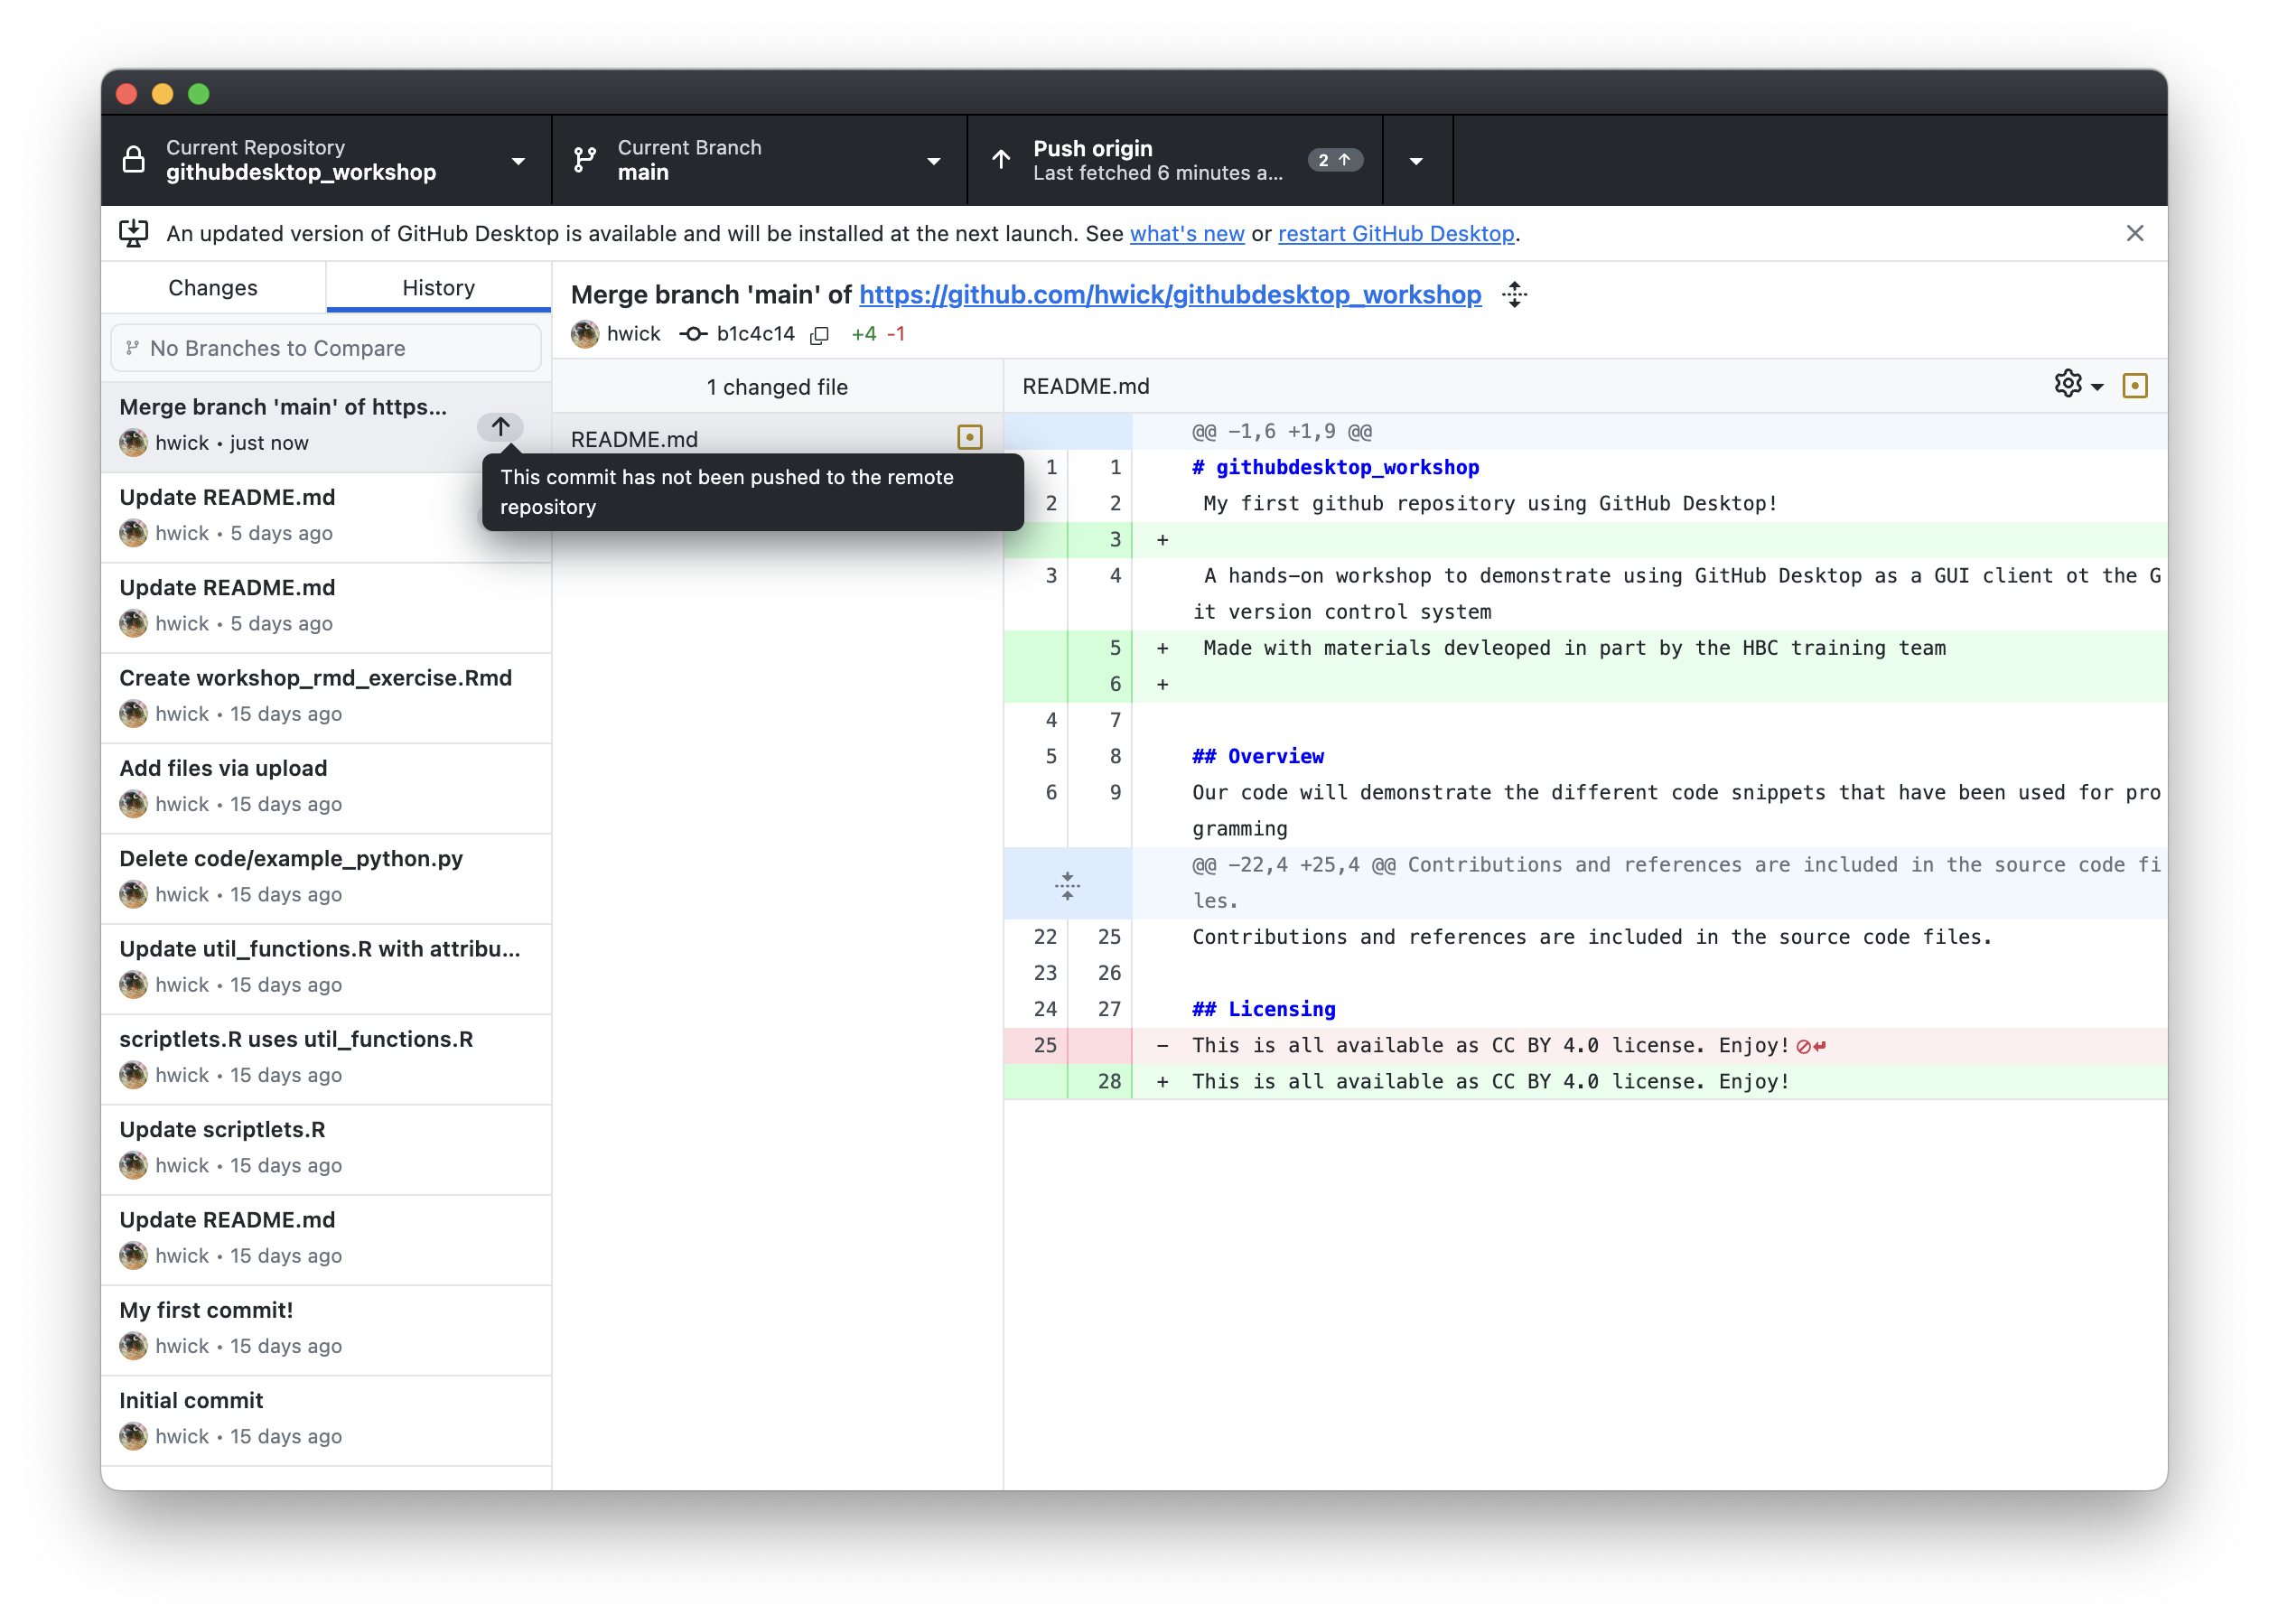 Current Repository
githubdesktop_workshop
Current Branch
main
Push origin
Last fetched 6 minutes a...
2
An updated version of GitHub Desktop is available and will be installed at the next launch. See what's new or restart GitHub Desktop.
Changes
History
No Branches to Compare
Merge branch 'main' of https...
hwick • just now
Update README.md
hwick • 5 days ago
Update README.md
hwick • 5 days ago
Create workshop_rmd_exercise.Rmd
hwick • 15 days ago
Add files via upload
hwick • 15 days ago
Delete code/example_python.py
hwick • 15 days ago
Update util_functions.R with attribu...
hwick • 15 days ago
scriptlets.R uses util_functions.R
hwick • 15 days ago
Update scriptlets.R
hwick • 15 days ago
Update README.md
hwick • 15 days ago
My first commit!
hwick • 15 days ago
Initial commit
hwick • 15 days ago
Merge branch 'main' of https://github.com/hwick/githubdesktop_workshop
hwick b1c4c14 +4 -1
1 changed file
README.md
This commit has not been pushed to the remote
repository
README.md
@@ -1,6 +1,9 @@
1 1 # githubdesktop_workshop
2 2 My first github repository using GitHub Desktop!
3 +
3 4 A hands-on workshop to demonstrate using GitHub Desktop as a GUI client ot the G
it version control system
5 + Made with materials devleoped in part by the HBC training team
6 +
4 7
5 8 ## Overview
6 9 Our code will demonstrate the different code snippets that have been used for pro
gramming
@@ -22,4 +25,4 @@ Contributions and references are included in the source code fi
les.
22 25 Contributions and references are included in the source code files.
23 26
24 27 ## Licensing
25 - This is all available as CC BY 4.0 license. Enjoy!
28 + This is all available as CC BY 4.0 license. Enjoy!